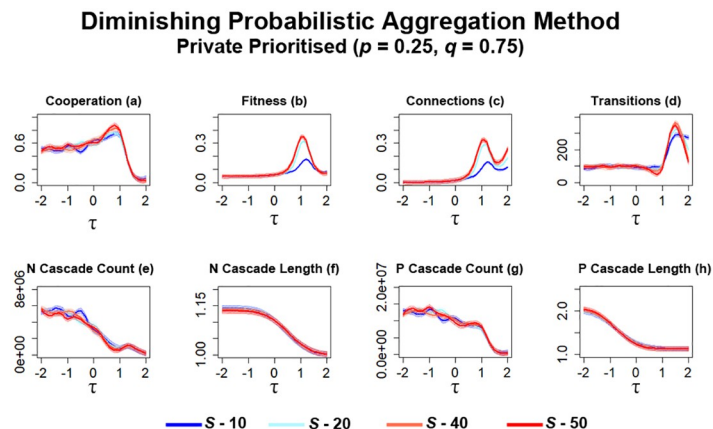 Diminishing Probabilistic Aggregation Method
Private Prioritised (p = 0.25, q = 0.75)
Cooperation (a)
0.6
0.0
-2 -1 0 1 2
τ
Fitness (b)
0.3
0.0
-2 -1 0 1 2
τ
Connections (c)
0.3
0.0
-2 -1 0 1 2
τ
Transitions (d)
200
0
-2 -1 0 1 2
τ
N Cascade Count (e)
8e+06
0e+00
-2 -1 0 1 2
τ
N Cascade Length (f)
1.15
1.00
-2 -1 0 1 2
τ
P Cascade Count (g)
2.0e+07
0.0e+00
-2 -1 0 1 2
τ
P Cascade Length (h)
2.0
1.0
-2 -1 0 1 2
τ
S - 10 S - 20 S - 40 S - 50